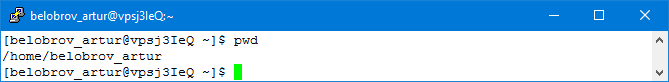 belobrov_artur@vpsj3IeQ:~
[belobrov_artur@vpsj3IeQ ~]$ pwd
/home/belobrov_artur
[belobrov_artur@vpsj3IeQ ~]$